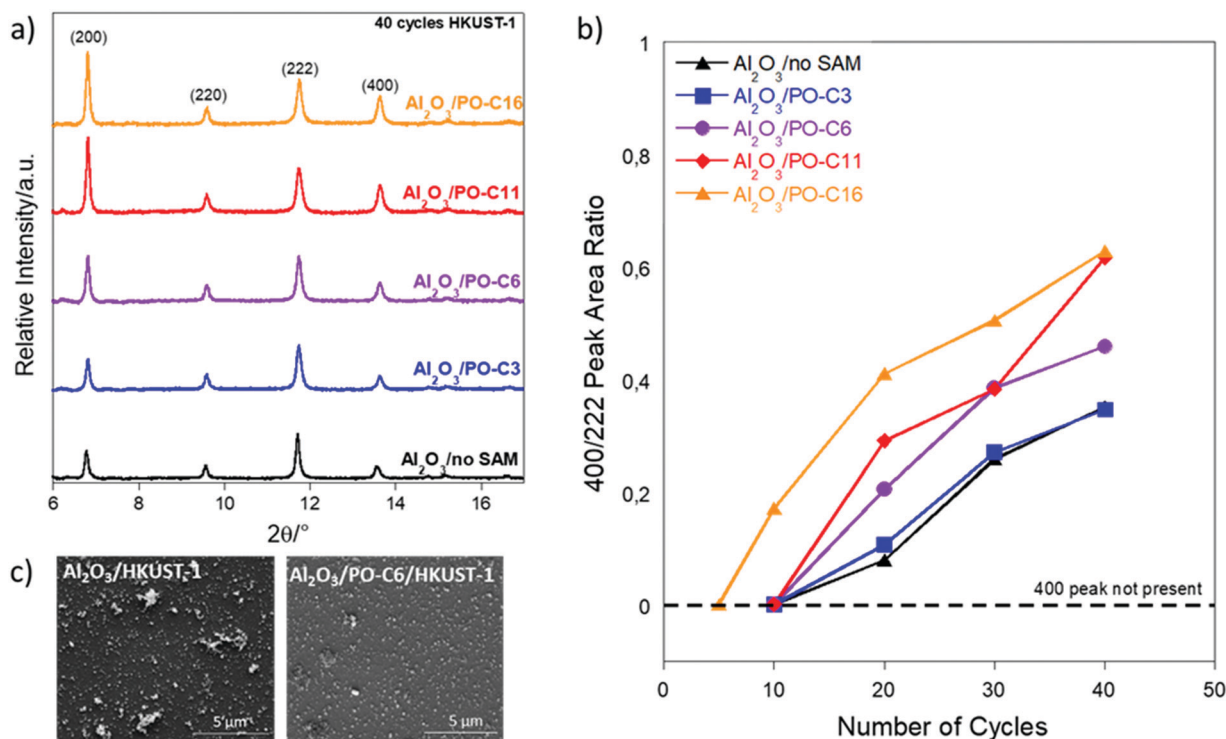 a)
40 cycles HKUST-1
(200)
(220)
(222)
(400)
Al₂O₃/PO-C16
Al₂O₃/PO-C11
Al₂O₃/PO-C6
Al₂O₃/PO-C3
Al₂O₃/no SAM
Relative Intensity/a.u.
6 8 10 12 14 16
2θ/°
b)
Al₂O₃/no SAM
Al₂O₃/PO-C3
Al₂O₃/PO-C6
Al₂O₃/PO-C11
Al₂O₃/PO-C16
400/222 Peak Area Ratio
1
0,8
0,6
0,4
0,2
0
400 peak not present
0 10 20 30 40 50
Number of Cycles
c)
Al₂O₃/HKUST-1
5 µm
Al₂O₃/PO-C6/HKUST-1
5 µm